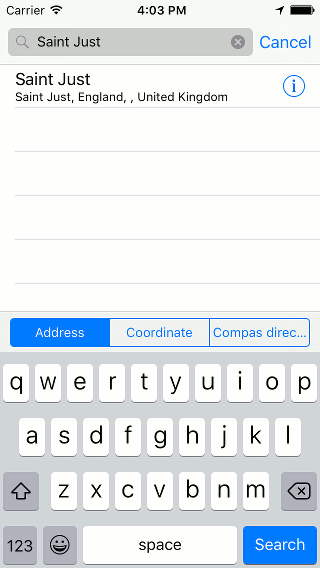 Carrier 4:03 PM
Saint Just Cancel
Saint Just
Saint Just, England, , United Kingdom
Address Coordinate Compas direc...
q w e r t y u i o p
a s d f g h j k l
z x c v b n m
123 space Search